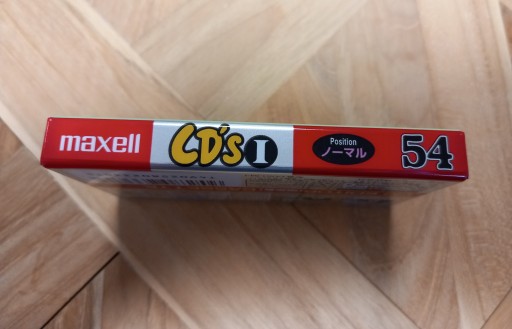 maxell
CD's I
Position
ノーマル
54